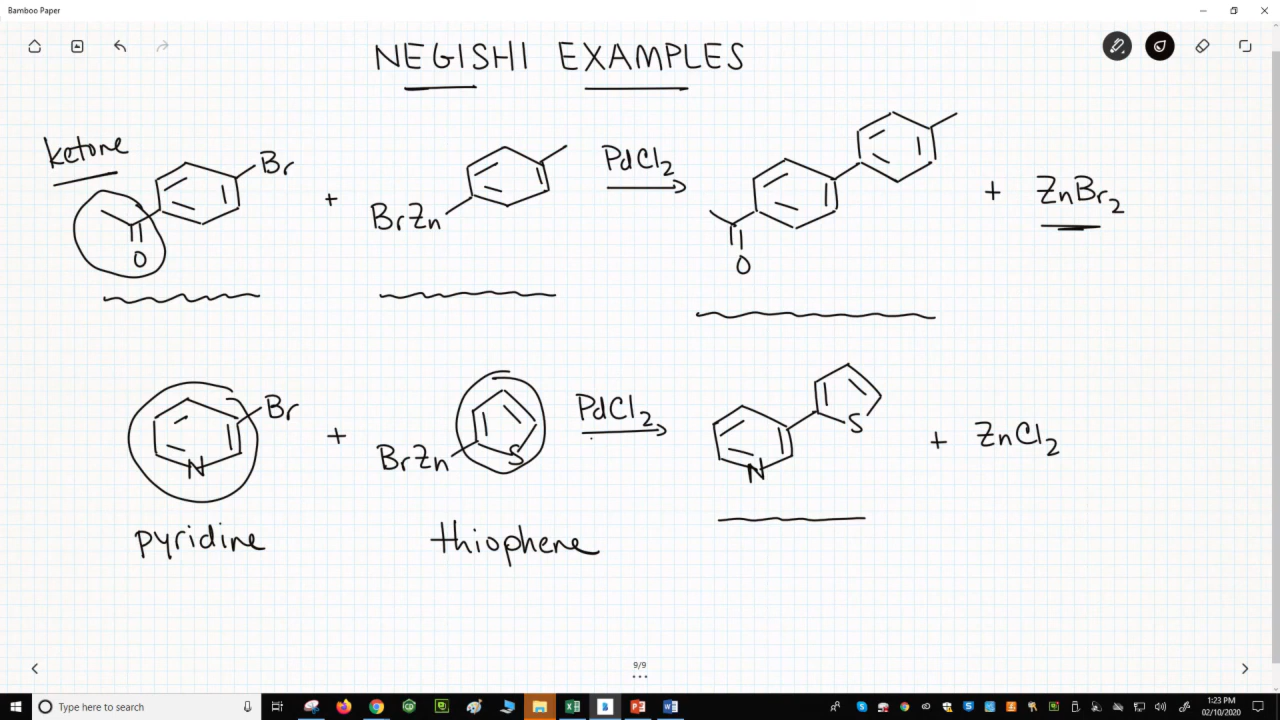 Bamboo Paper
NEGISHI EXAMPLES
ketone
Br
O
+
BrZn
PdCl2
O
+ ZnBr2
Br
N
+
BrZn
S
PdCl2
N
S
+ ZnCl2
pyridine
thiophene
9/9
Type here to search
1:23 PM
02/10/2020